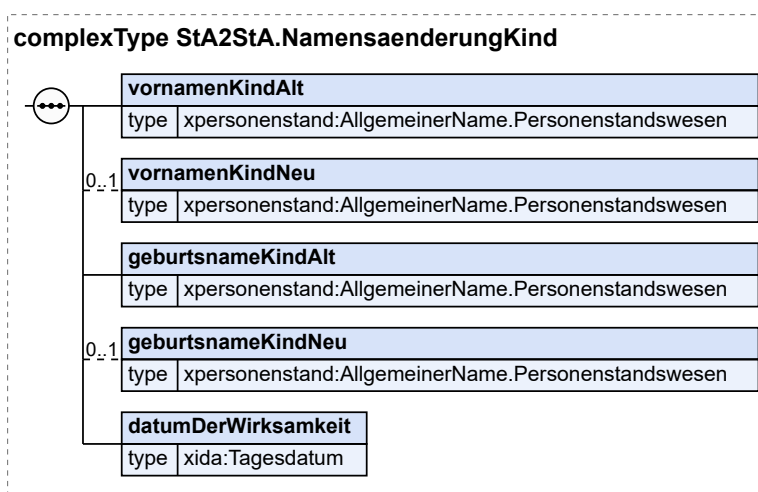 complexType StA2StA.NamensaenderungKind
vornamenKindAlt
type xpersonenstand:AllgemeinerName.Personenstandswesen
0..1 vornamenKindNeu
type xpersonenstand:AllgemeinerName.Personenstandswesen
geburtsnameKindAlt
type xpersonenstand:AllgemeinerName.Personenstandswesen
0..1 geburtsnameKindNeu
type xpersonenstand:AllgemeinerName.Personenstandswesen
datumDerWirksamkeit
type xida:Tagesdatum